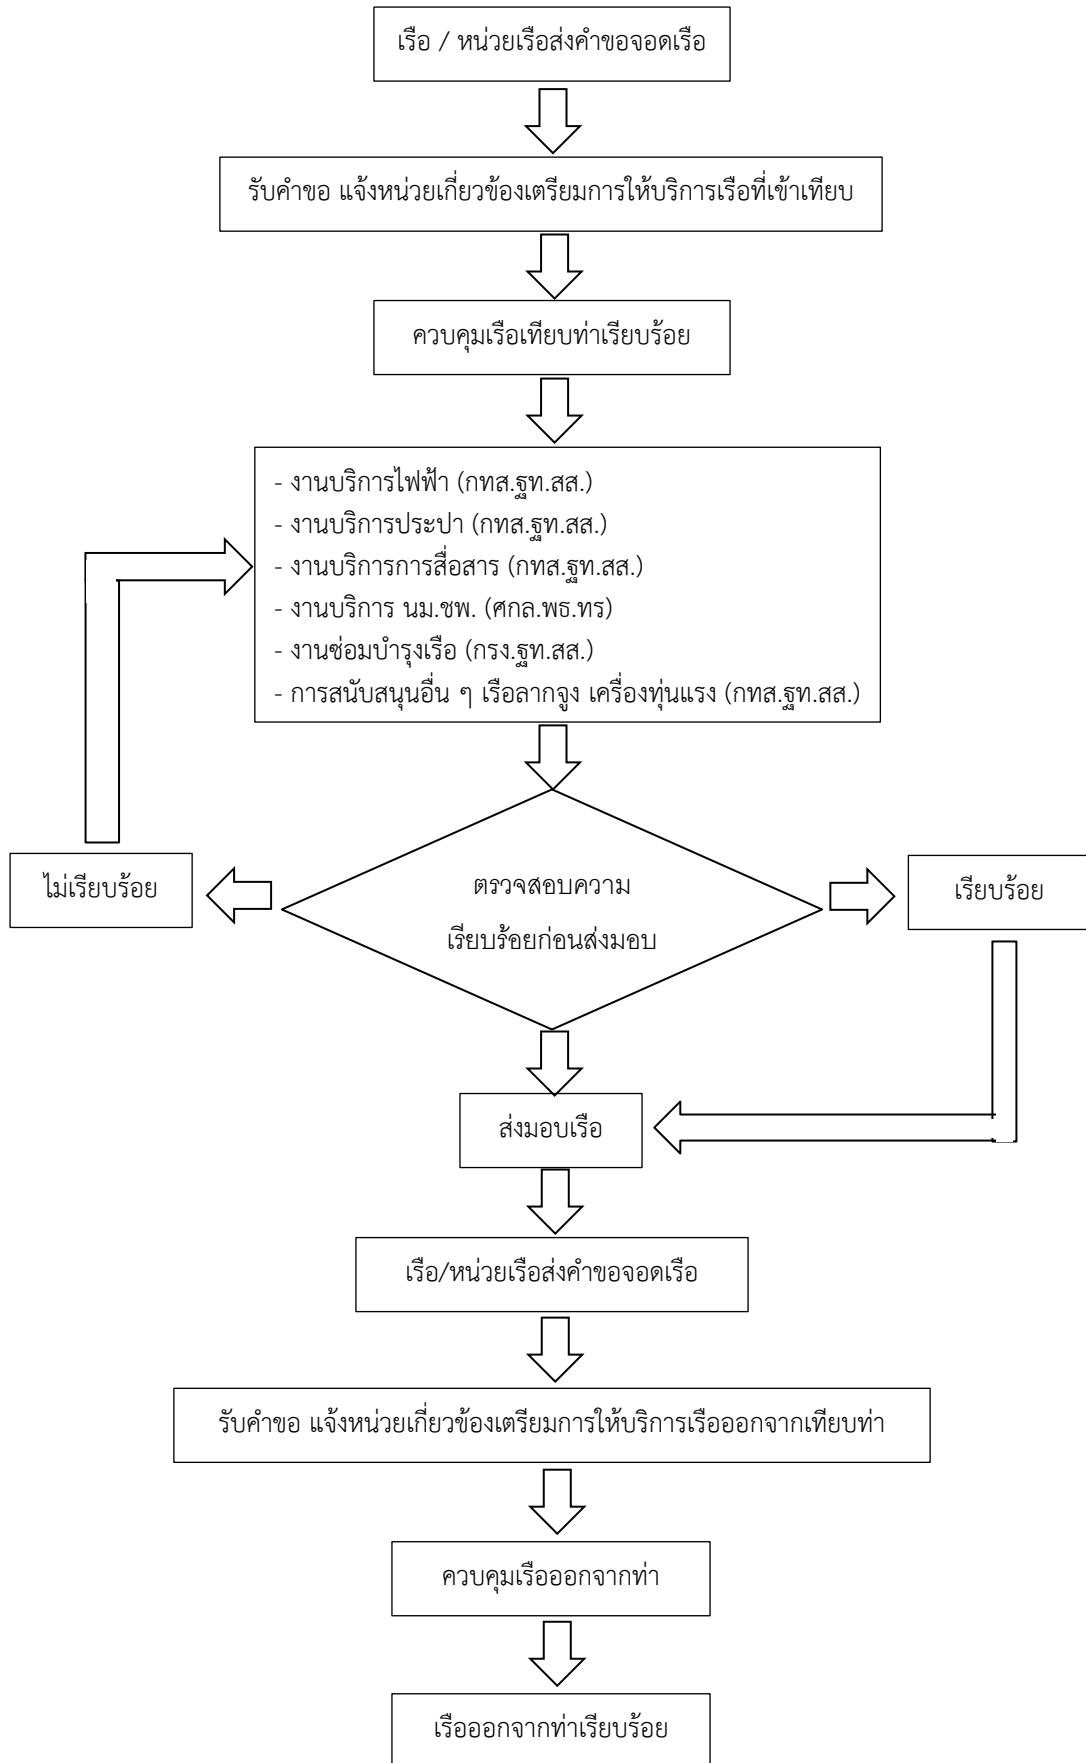 เรือ / หน่วยเรือส่งคำขอจอดเรือ
รับคำขอ แจ้งหน่วยเกี่ยวข้องเตรียมการให้บริการเรือที่เข้าเทียบ
ควบคุมเรือเทียบท่าเรียบร้อย
- งานบริการไฟฟ้า (กทส.ฐท.สส.)
- งานบริการประปา (กทส.ฐท.สส.)
- งานบริการการสื่อสาร (กทส.ฐท.สส.)
- งานบริการ นม.ชพ. (ศกล.พธ.ทร)
- งานซ่อมบำรุงเรือ (กรง.ฐท.สส.)
- การสนับสนุนอื่น ๆ เรือลากจูง เครื่องทุ่นแรง (กทส.ฐท.สส.)
ไม่เรียบร้อย
ตรวจสอบความ
เรียบร้อยก่อนส่งมอบ
เรียบร้อย
ส่งมอบเรือ
เรือ/หน่วยเรือส่งคำขอจอดเรือ
รับคำขอ แจ้งหน่วยเกี่ยวข้องเตรียมการให้บริการเรือออกจากเทียบท่า
ควบคุมเรือออกจากท่า
เรือออกจากท่าเรียบร้อย